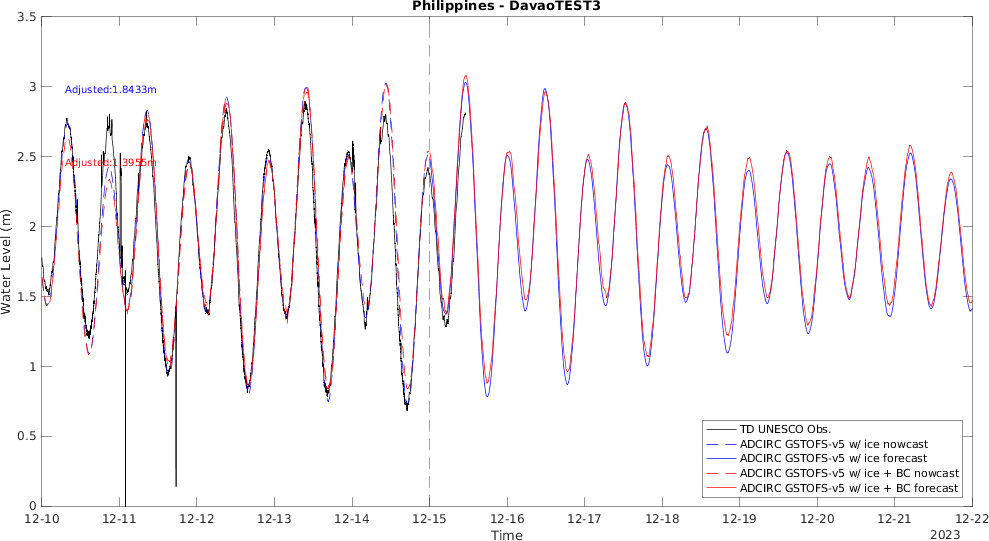 Philippines - DavaoTEST3
3.5
3
2.5
2
1.5
1
0.5
0
Water Level (m)
Adjusted:1.8433m
Adjusted:1.3955m
TD UNESCO Obs.
ADCIRC GSTOFS-v5 w/ ice nowcast
ADCIRC GSTOFS-v5 w/ ice forecast
ADCIRC GSTOFS-v5 w/ ice + BC nowcast
ADCIRC GSTOFS-v5 w/ ice + BC forecast
12-10 12-11 12-12 12-13 12-14 12-15 12-16 12-17 12-18 12-19 12-20 12-21 12-22
Time
2023